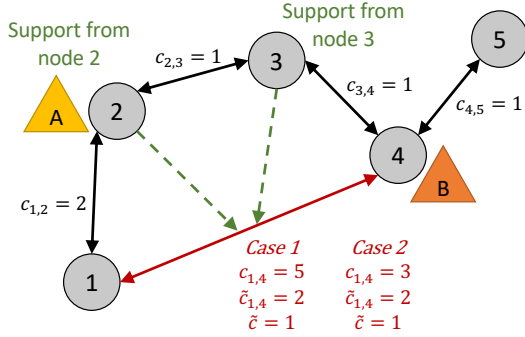 Support from
node 2
Support from
node 3
5
3
c_{2,3} = 1
A
2
c_{3,4} = 1
c_{4,5} = 1
4
B
c_{1,2} = 2
1
Case 1
c_{1,4} = 5
c̃_{1,4} = 2
c̃ = 1
Case 2
c_{1,4} = 3
c̃_{1,4} = 2
c̃ = 1